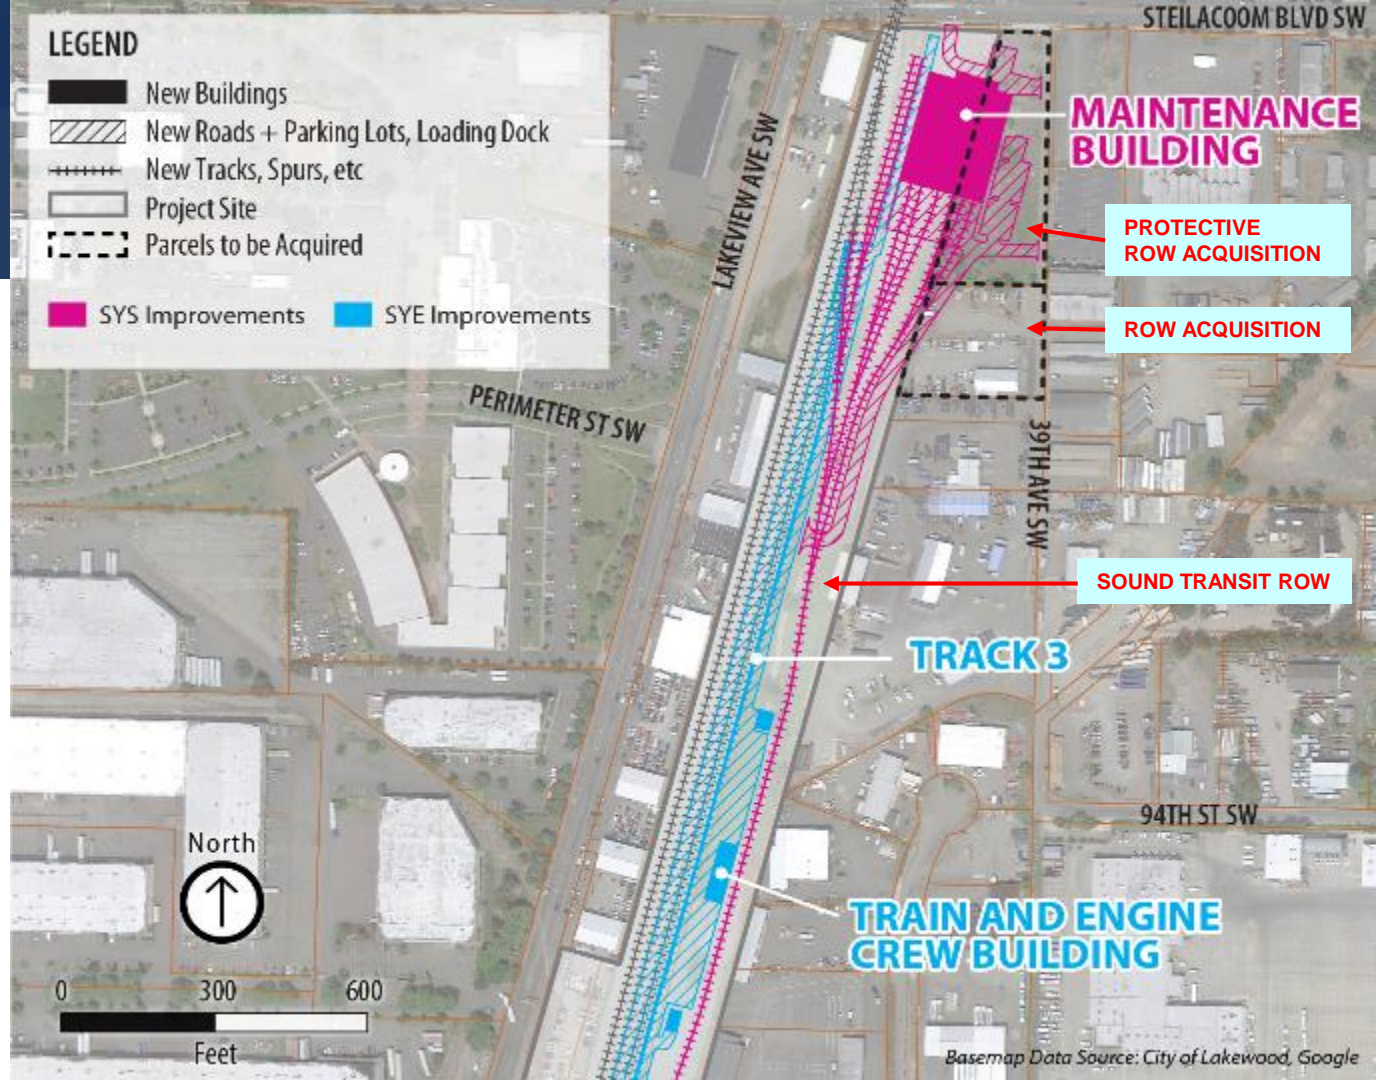 STEILACOOM BLVD SW
LEGEND
New Buildings
New Roads + Parking Lots, Loading Dock
New Tracks, Spurs, etc
Project Site
Parcels to be Acquired
SYS Improvements
SYE Improvements
LAKEVIEW AVE SW
MAINTENANCE
BUILDING
PROTECTIVE
ROW ACQUISITION
ROW ACQUISITION
PERIMETER ST SW
39TH AVE SW
SOUND TRANSIT ROW
TRACK 3
94TH ST SW
North
TRAIN AND ENGINE
CREW BUILDING
0 300 600
Feet
Basemap Data Source: City of Lakewood, Google